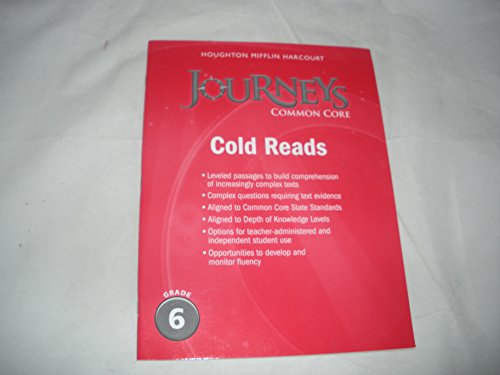 HOUGHTON MIFFLIN HARCOURT
JOURNEYS
COMMON CORE
Cold Reads
• Leveled passages to build comprehension
of increasingly complex texts
• Complex questions requiring text evidence
• Aligned to Common Core State Standards
• Aligned to Depth of Knowledge Levels
• Options for teacher-administered and
independent student use
• Opportunities to develop and
monitor fluency
GRADE
6